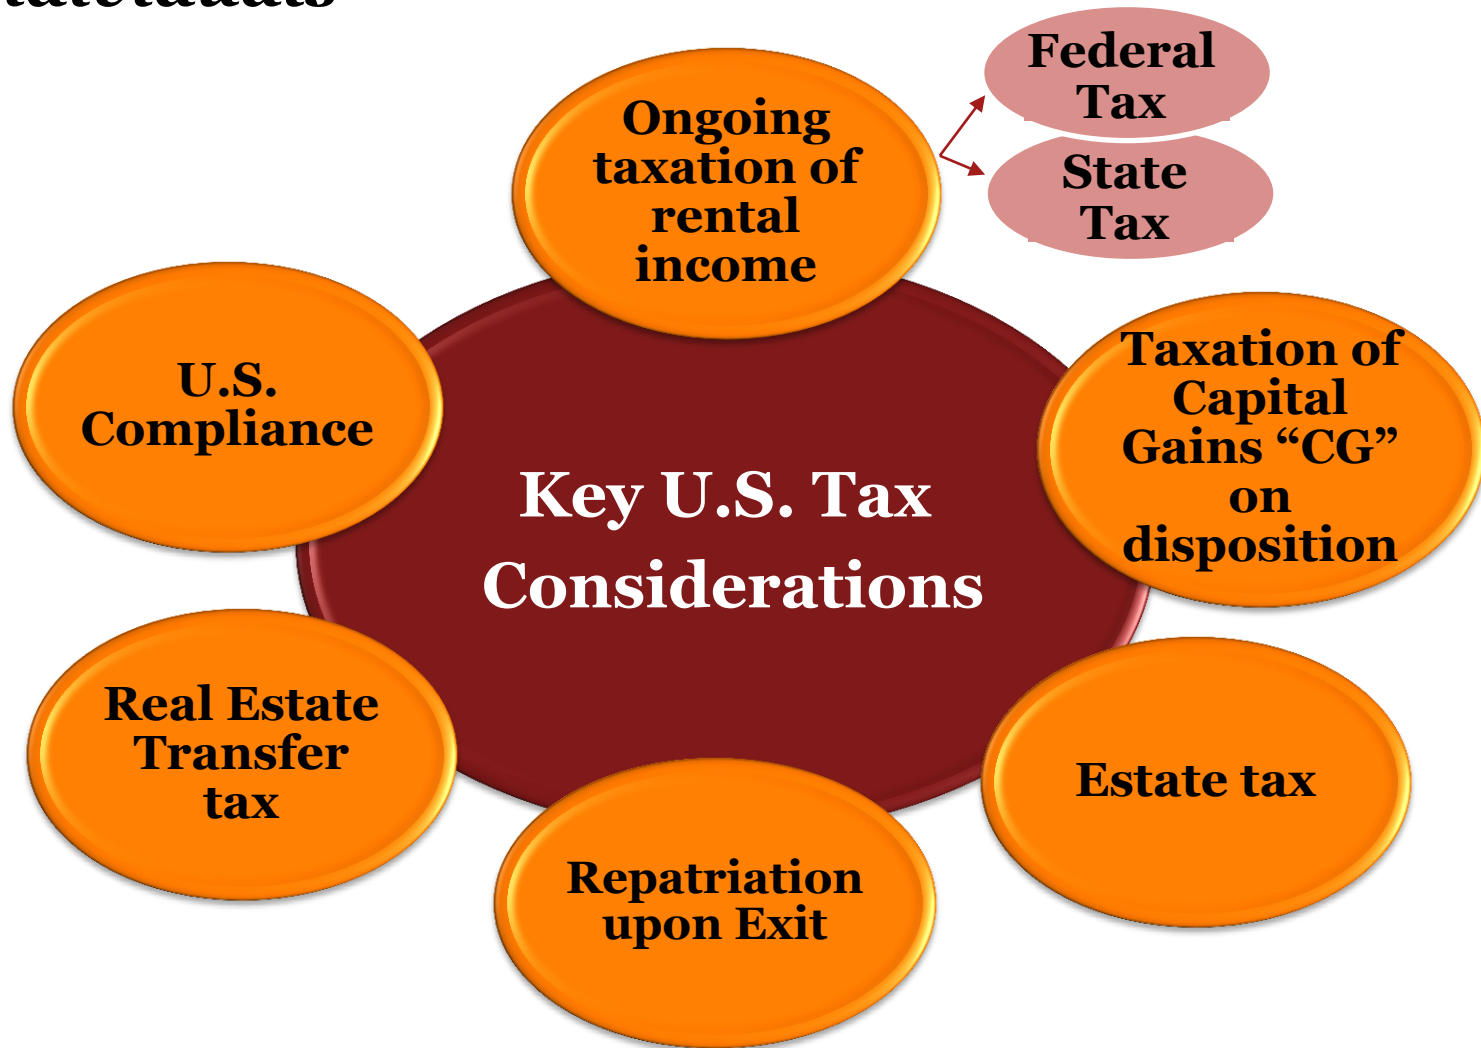 Federal
Tax
State
Tax
Ongoing
taxation of
rental
income
Taxation of
Capital
Gains “CG”
on
disposition
U.S.
Compliance
Key U.S. Tax
Considerations
Real Estate
Transfer
tax
Estate tax
Repatriation
upon Exit